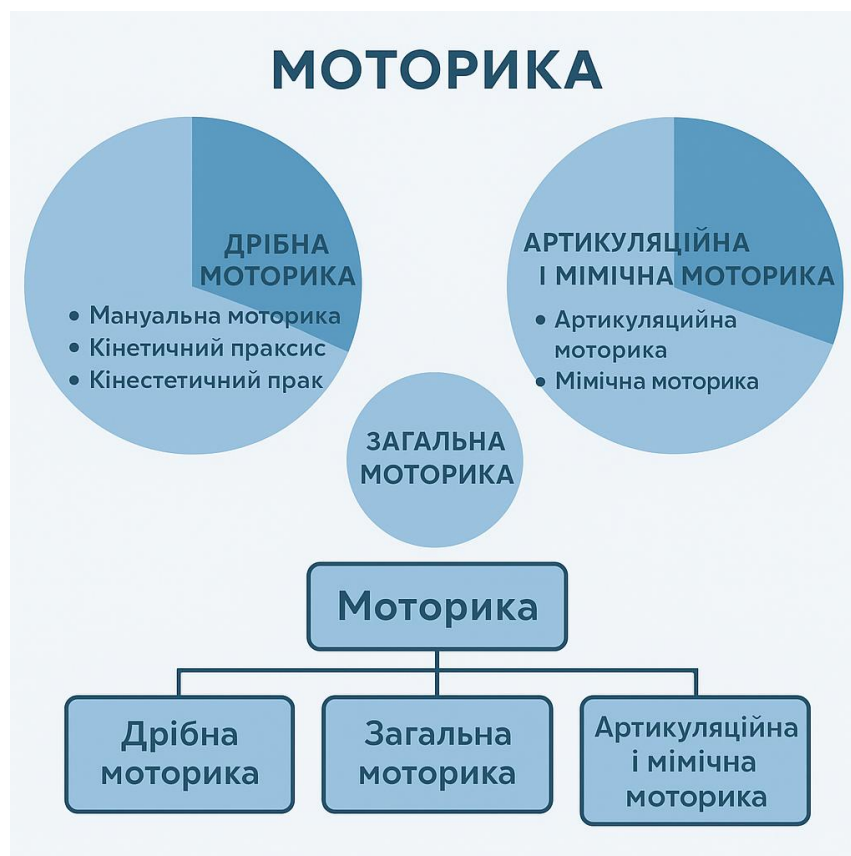 МОТОРИКА
ДРІБНА
МОТОРИКА
• Мануальна моторика
• Кінетичний праксис
• Кінестетичний прак
АРТИКУЛЯЦІЙНА
І МІМІЧНА МОТОРИКА
• Артикуляцийна
моторика
• Мімічна моторика
ЗАГАЛЬНА
МОТОРИКА
Моторика
Дрібна
моторика
Загальна
моторика
Артикуляційна
і мімічна
моторика